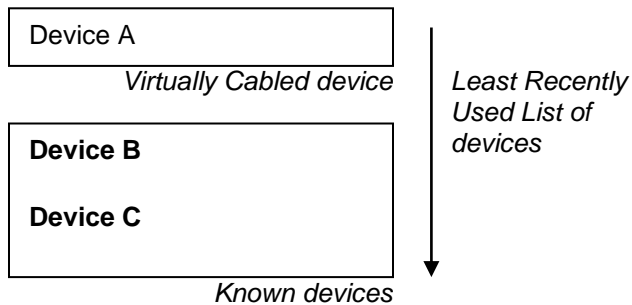 Device A
Virtually Cabled device
Least Recently
Used List of
devices
Device B
Device C
Known devices